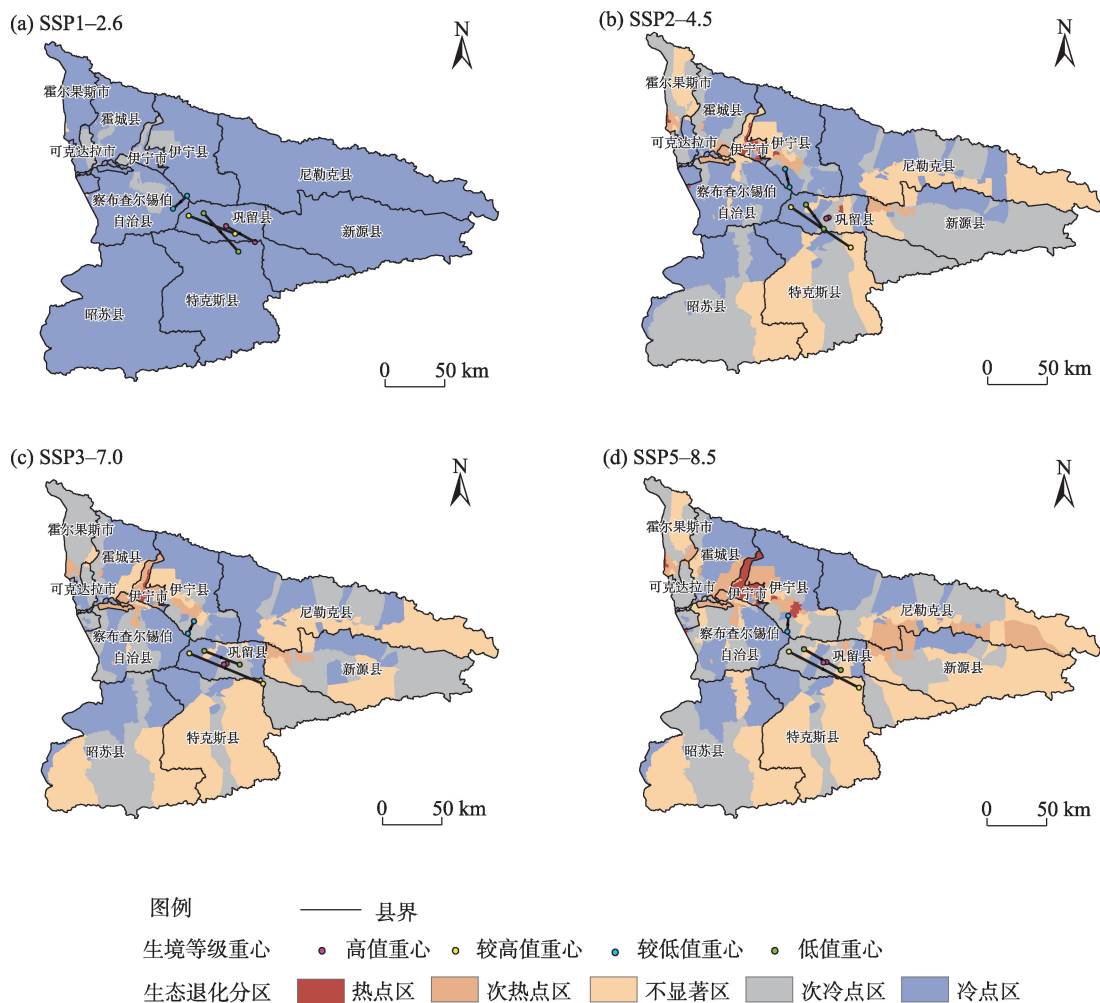 (a) SSP1–2.6
N
霍尔果斯市
霍城县
可克达拉市
伊宁市
伊宁县
尼勒克县
察布查尔锡伯
自治县
巩留县
新源县
特克斯县
昭苏县
0 50 km
(b) SSP2–4.5
N
霍尔果斯市
霍城县
可克达拉市
伊宁市
伊宁县
尼勒克县
察布查尔锡伯
自治县
巩留县
新源县
特克斯县
昭苏县
0 50 km
(c) SSP3–7.0
N
霍尔果斯市
霍城县
可克达拉市
伊宁市
伊宁县
尼勒克县
察布查尔锡伯
自治县
巩留县
新源县
特克斯县
昭苏县
0 50 km
(d) SSP5–8.5
N
霍尔果斯市
霍城县
可克达拉市
伊宁市
伊宁县
尼勒克县
察布查尔锡伯
自治县
巩留县
新源县
特克斯县
昭苏县
0 50 km
图例 县界
生境等级重心 高值重心 较高值重心 较低值重心 低值重心
生态退化分区 热点区 次热点区 不显著区 次冷点区 冷点区